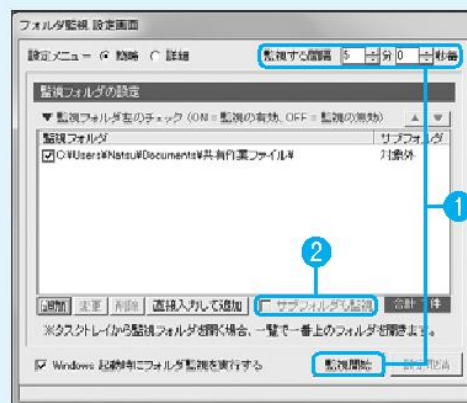 フォルダ監視 設定画面
設定メニュー 簡略 詳細 監視する間隔 5 分 0 秒毎
監視フォルダの設定
▼ 監視フォルダ左のチェック (ON = 監視の有効、OFF = 監視の無効) ▲ ▼
監視フォルダ サブフォルダ
C:¥Users¥Natsu¥Documents¥共有作業ファイル¥ 対象外
1
2
追加 変更 削除 直接入力して追加 サブフォルダも監視 合計 件
※タスクトレイから監視フォルダを開く場合、一覧で一番上のフォルダを開きます。
Windows 起動時にフォルダ監視を実行する 監視開始 設定取消